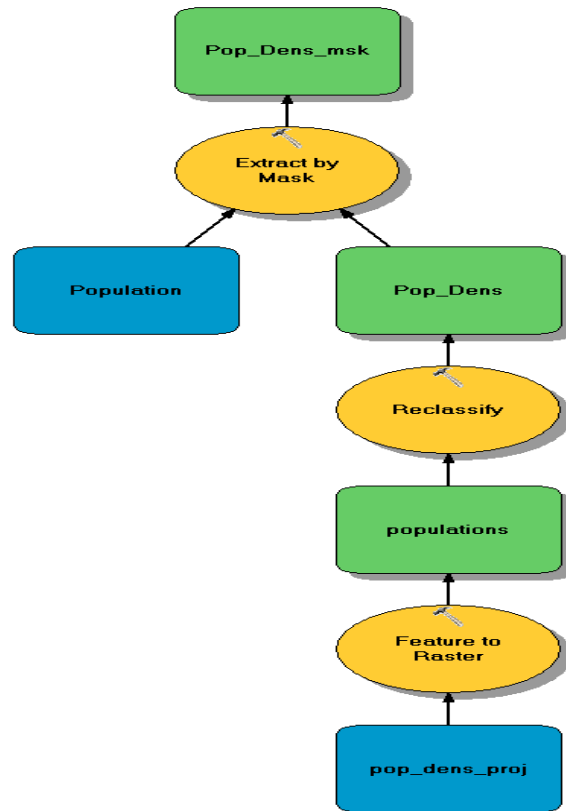 Pop_Dens_msk
Extract by
Mask
Population
Pop_Dens
Reclassify
populations
Feature to
Raster
pop_dens_proj